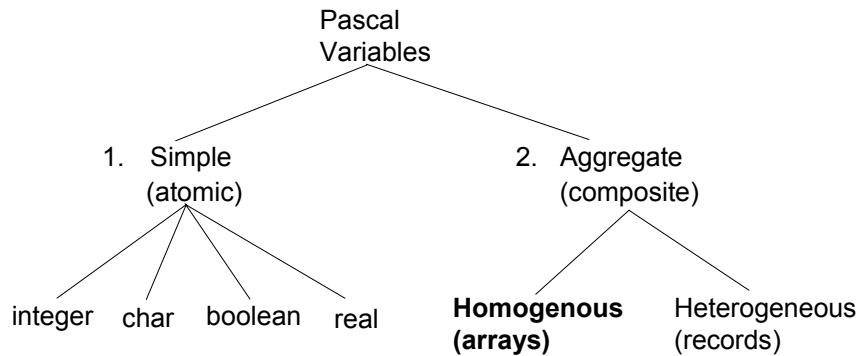 Pascal
Variables
1. Simple
(atomic)
2. Aggregate
(composite)
integer
char
boolean
real
Homogenous
(arrays)
Heterogeneous
(records)